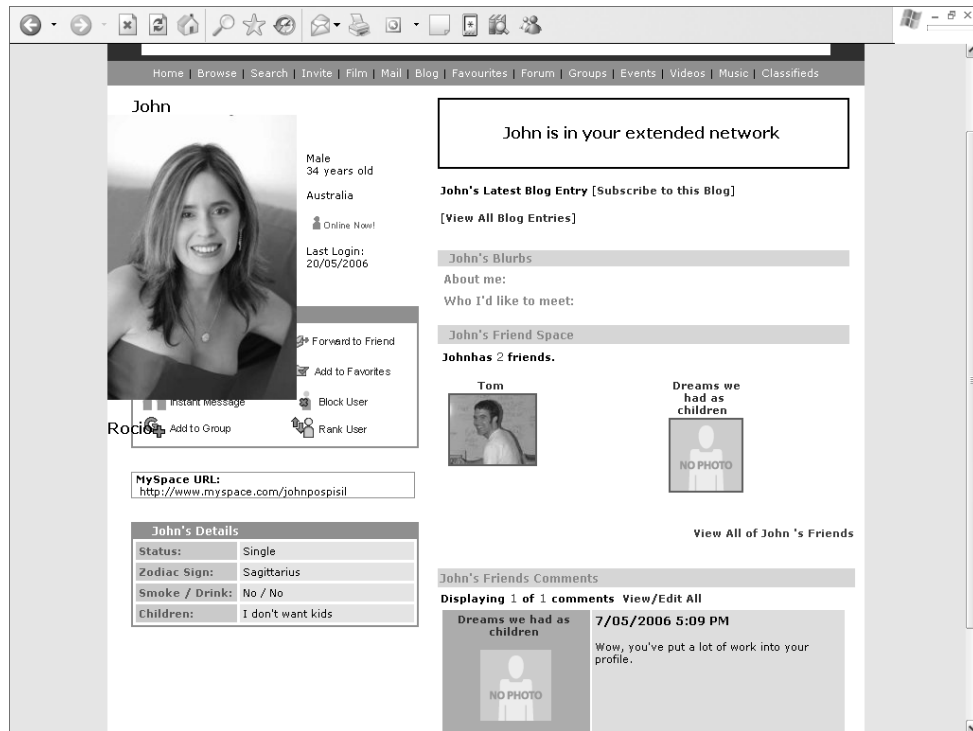 Home | Browse | Search | Invite | Film | Mail | Blog | Favourites | Forum | Groups | Events | Videos | Music | Classifieds
John
Male
34 years old
Australia
Online Now!
Last Login:
20/05/2006
Forward to Friend
Add to Favorites
Instant Message
Block User
Rocio
Add to Group
Rank User
MySpace URL:
http://www.myspace.com/johnpospisil
John's Details
Status: Single
Zodiac Sign: Sagittarius
Smoke / Drink: No / No
Children: I don't want kids
John is in your extended network
John's Latest Blog Entry [Subscribe to this Blog]
[View All Blog Entries]
John's Blurbs
About me:
Who I'd like to meet:
John's Friend Space
Johnhas 2 friends.
Tom
Dreams we
had as
children
NO PHOTO
View All of John 's Friends
John's Friends Comments
Displaying 1 of 1 comments View/Edit All
Dreams we had as
children
NO PHOTO
7/05/2006 5:09 PM
Wow, you've put a lot of work into your
profile.